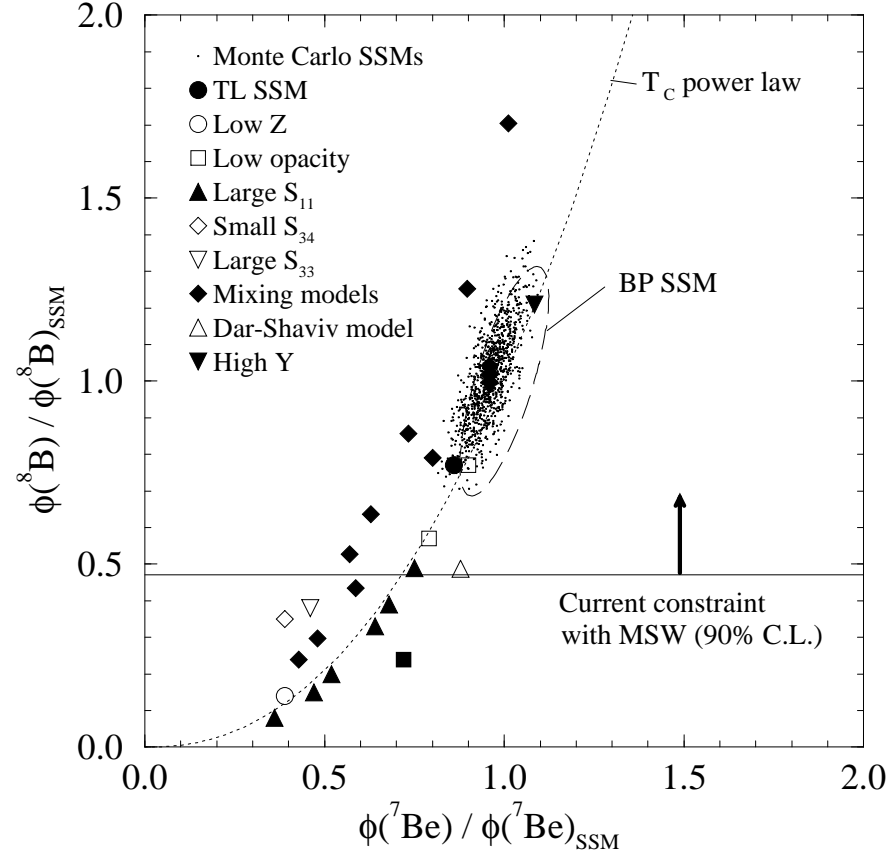 2.0
1.5
1.0
0.5
0.0
ϕ(⁸B) / ϕ(⁸B)SSM
Monte Carlo SSMs
TL SSM
Low Z
Low opacity
Large S₁₁
Small S₃₄
Large S₃₃
Mixing models
Dar-Shaviv model
High Y
T_C power law
BP SSM
Current constraint
with MSW (90% C.L.)
0.0 0.5 1.0 1.5 2.0
ϕ(⁷Be) / ϕ(⁷Be)SSM